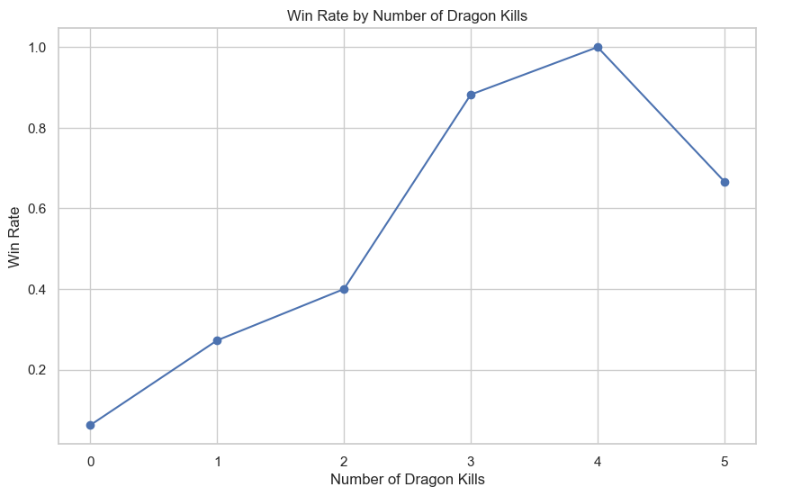 Win Rate by Number of Dragon Kills
1.0
0.8
0.6
0.4
0.2
Win Rate
0 1 2 3 4 5
Number of Dragon Kills